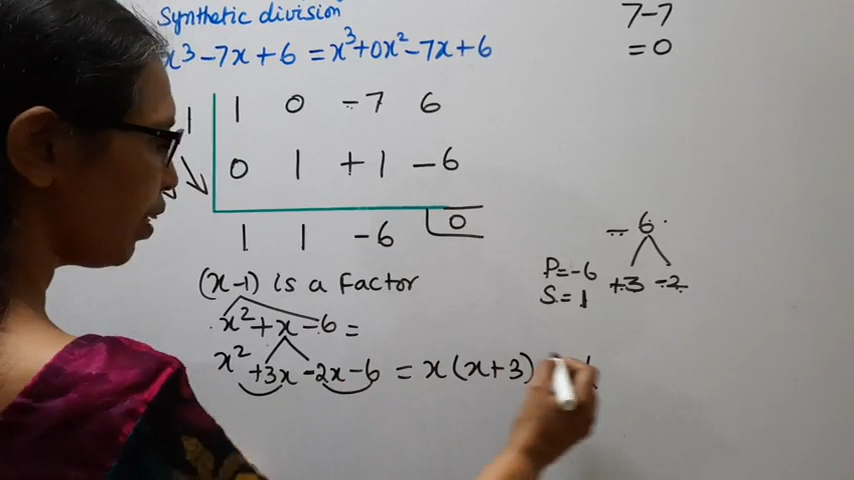 Synthetic division
x³-7x+6 = x³+0x²-7x+6
7-7
=0
1 | 1 0 -7 6
0 1 +1 -6
1 1 -6 | 0
-6
P=-6
S=1
+3 -2
(x-1) is a Factor
x²+x-6 =
x²+3x-2x-6 = x(x+3)